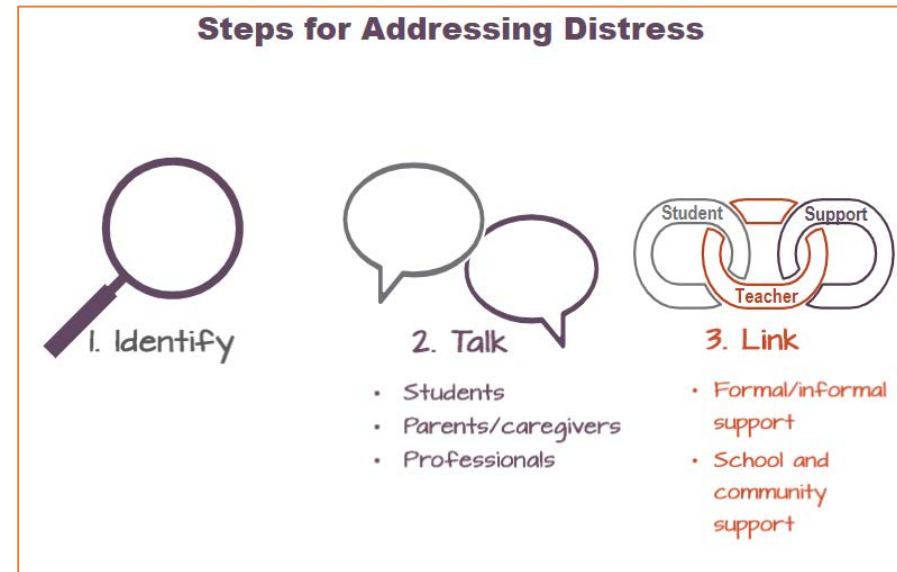 Steps for Addressing Distress
1. Identify
2. Talk
• Students
• Parents/caregivers
• Professionals
Student
Support
Teacher
3. Link
• Formal/informal
support
• School and
community
support